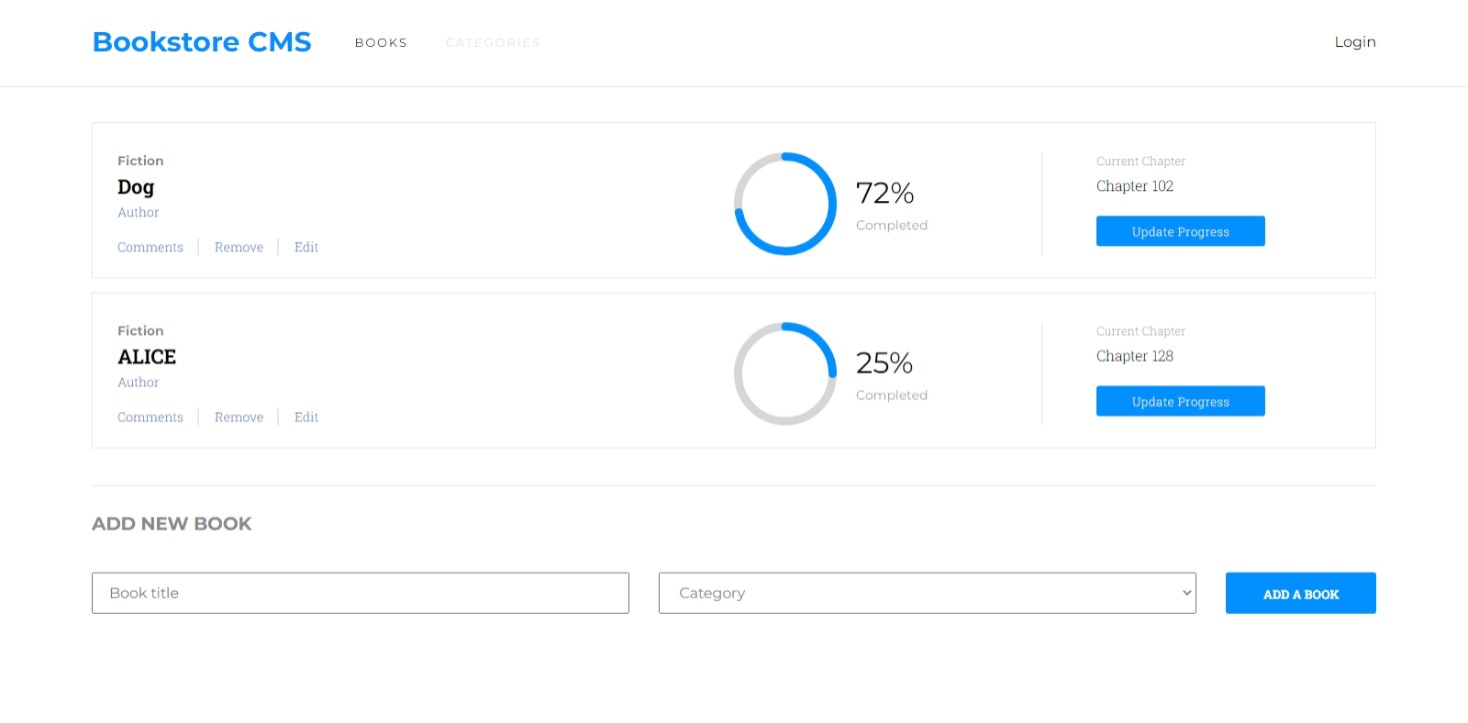 Bookstore CMS BOOKS CATEGORIES Login
Fiction
Dog
Author
Comments Remove Edit
72%
Completed
Current Chapter
Chapter 102
Update Progress
Fiction
ALICE
Author
Comments Remove Edit
25%
Completed
Current Chapter
Chapter 128
Update Progress
ADD NEW BOOK
Book title Category ADD A BOOK